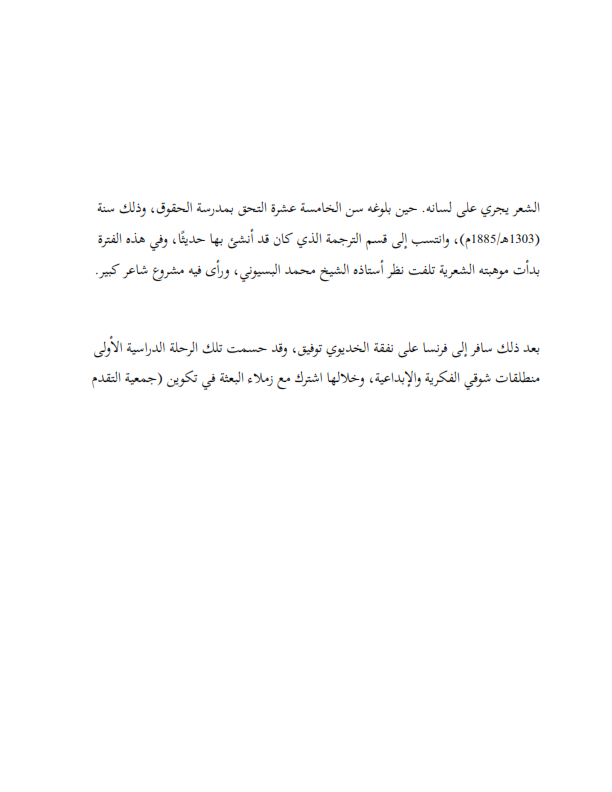 الشعر يجري على لسانه. حين بلوغه سن الخامسة عشرة التحق بمدرسة الحقوق، وذلك سنة
(1303هـ/1885م)، وانتسب إلى قسم الترجمة الذي كان قد أنشئ بها حديثًا، وفي هذه الفترة
بدأت موهبته الشعرية تلفت نظر أستاذه الشيخ محمد البسيوني، ورأى فيه مشروع شاعر كبير.
بعد ذلك سافر إلى فرنسا على نفقة الخديوي توفيق، وقد حسمت تلك الرحلة الدراسية الأولى
منطلقات شوقي الفكرية والإبداعية، وخلالها اشترك مع زملاء البعثة في تكوين (جمعية التقدم